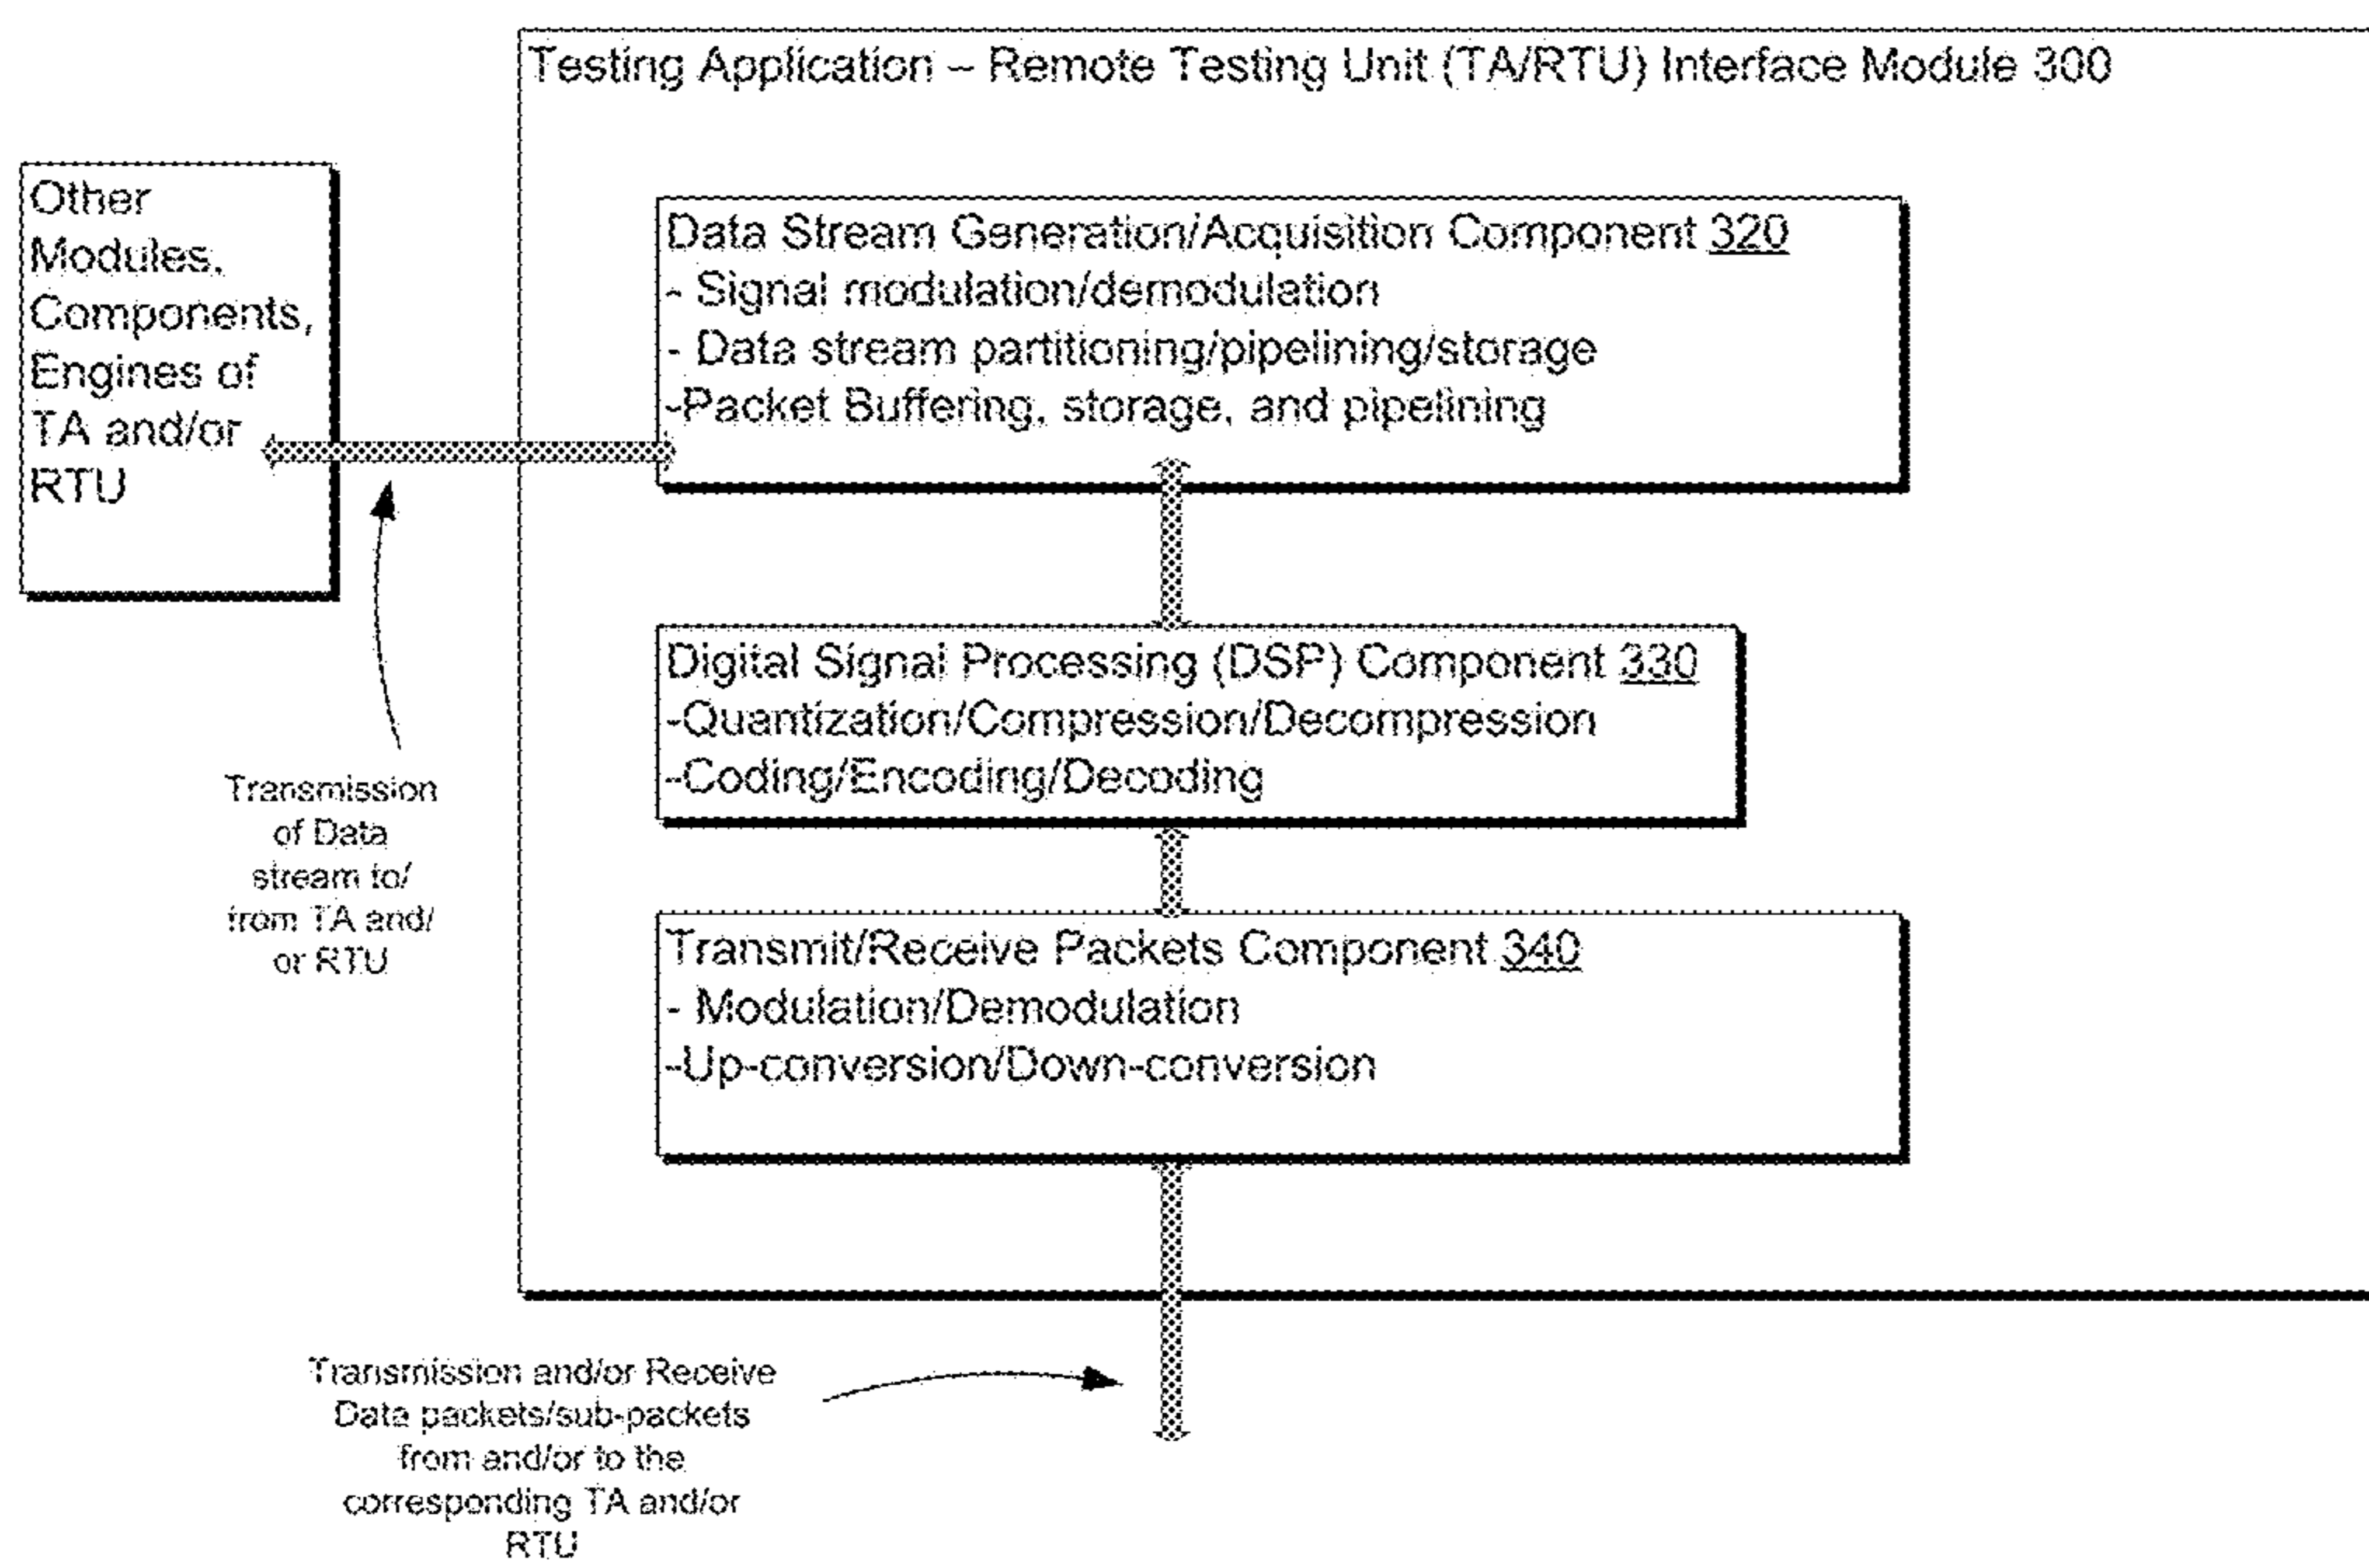 Testing Application – Remote Testing Unit (TA/RTU) Interface Module 300
Other
Modules,
Components,
Engines of
TA and/or
RTU
Data Stream Generation/Acquisition Component 320
- Signal modulation/demodulation
- Data stream partitioning/pipelining/storage
-Packet Buffering, storage, and pipelining
Digital Signal Processing (DSP) Component 330
-Quantization/Compression/Decompression
-Coding/Encoding/Decoding
Transmission
of Data
stream to/
from TA and/
or RTU
Transmit/Receive Packets Component 340
- Modulation/Demodulation
-Up-conversion/Down-conversion
Transmission and/or Receive
Data packets/sub-packets
from and/or to the
corresponding TA and/or
RTU